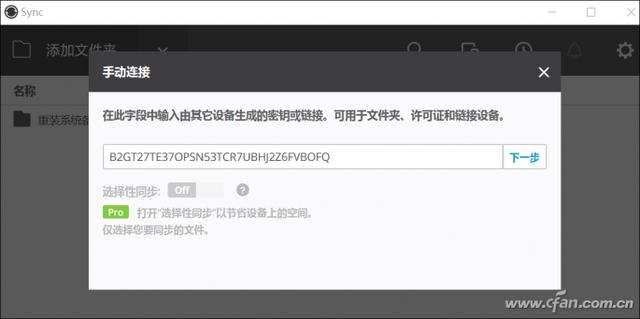 Sync
添加文件夹
手动连接
名称
在此字段中输入由其它设备生成的密钥或链接。可用于文件夹、许可证和链接设备。
重装系统备
B2GT27TE37OPSN53TCR7UBHJ2Z6FVBOFQ
下一步
选择性同步:
Off
?
Pro
打开"选择性同步"以节省设备上的空间。
仅选择您要同步的文件。
www.cfan.com.cn